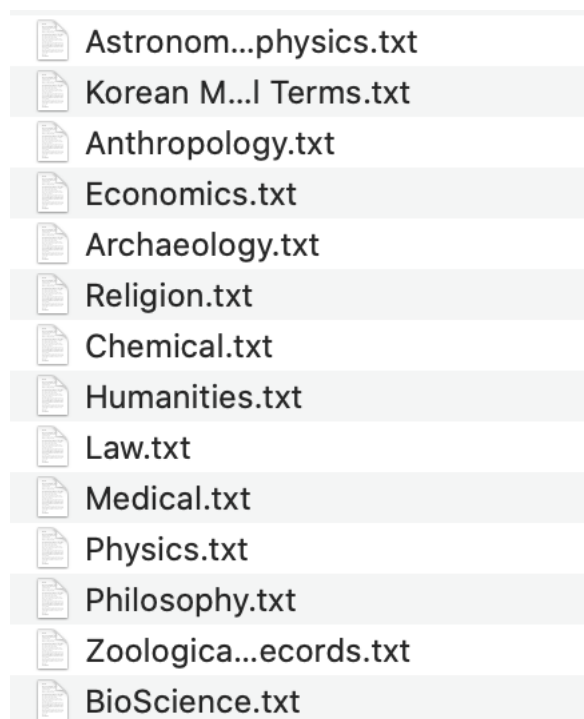 Astronom...physics.txt
Korean M...l Terms.txt
Anthropology.txt
Economics.txt
Archaeology.txt
Religion.txt
Chemical.txt
Humanities.txt
Law.txt
Medical.txt
Physics.txt
Philosophy.txt
Zoologica...ecords.txt
BioScience.txt